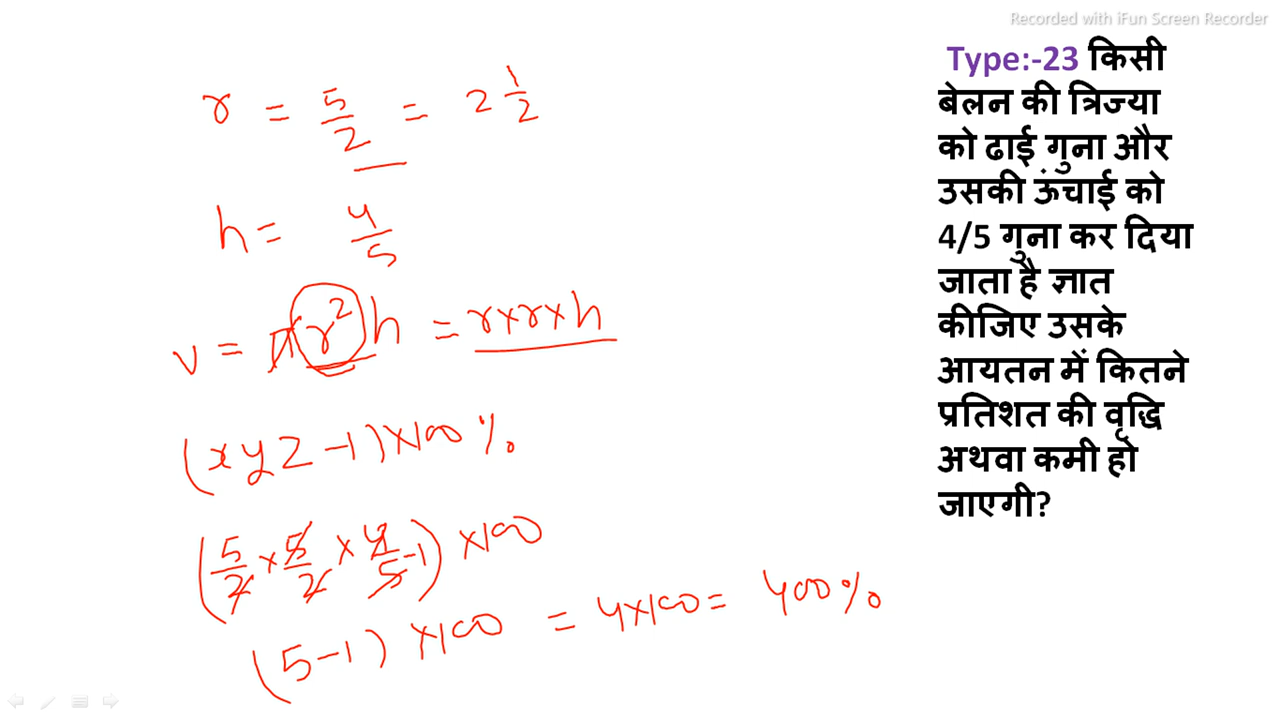 Recorded with iFun Screen Recorder
r = 5/2 = 2 1/2
h = 4/5
v = πr²h = r×r×h
(xyz-1)×100%
(5/2 × 5/2 × 4/5 -1) ×100
(5-1) ×100 = 4×100 = 400%
Type:-23 किसी
बेलन की त्रिज्या
को ढाई गुना और
उसकी ऊंचाई को
4/5 गुना कर दिया
जाता है ज्ञात
कीजिए उसके
आयतन में कितने
प्रतिशत की वृद्धि
अथवा कमी हो
जाएगी?